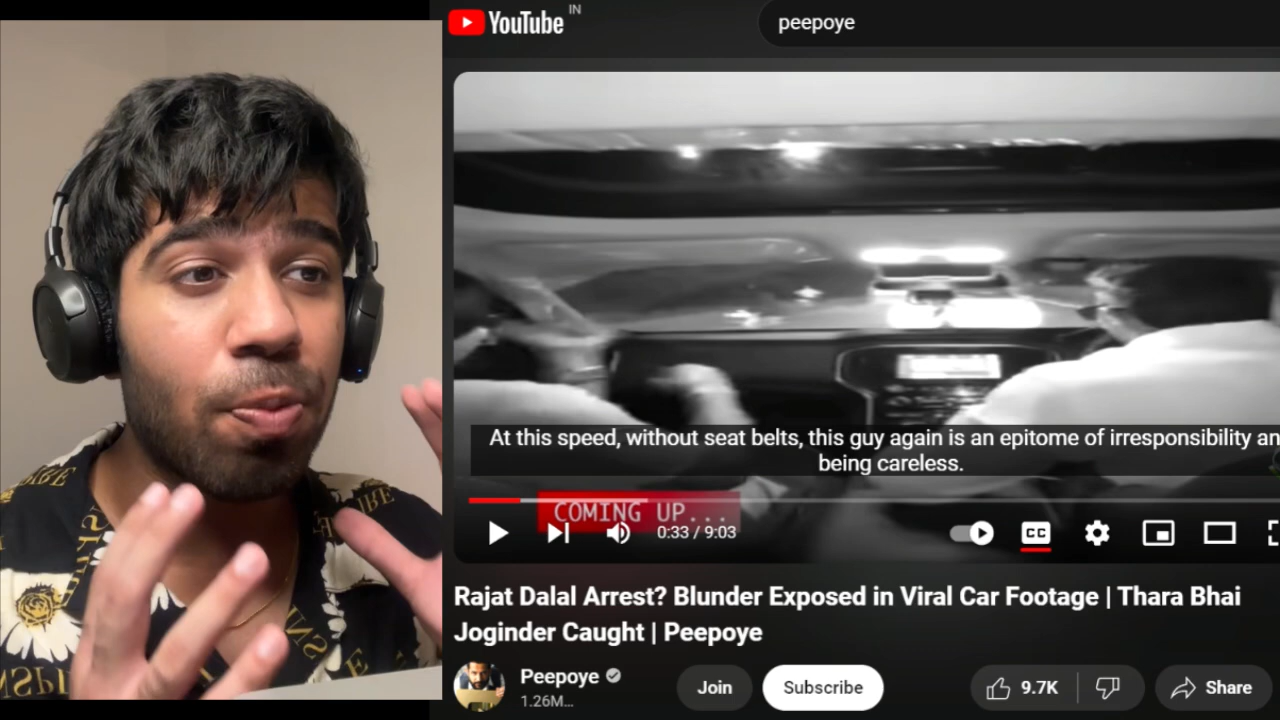 YouTube IN
peepoye
At this speed, without seat belts, this guy again is an epitome of irresponsibility an
being careless.
COMING UP...
0:33 / 9:03
CC
Rajat Dalal Arrest? Blunder Exposed in Viral Car Footage | Thara Bhai
Joginder Caught | Peepoye
Peepoye
1.26M...
Join
Subscribe
9.7K
Share